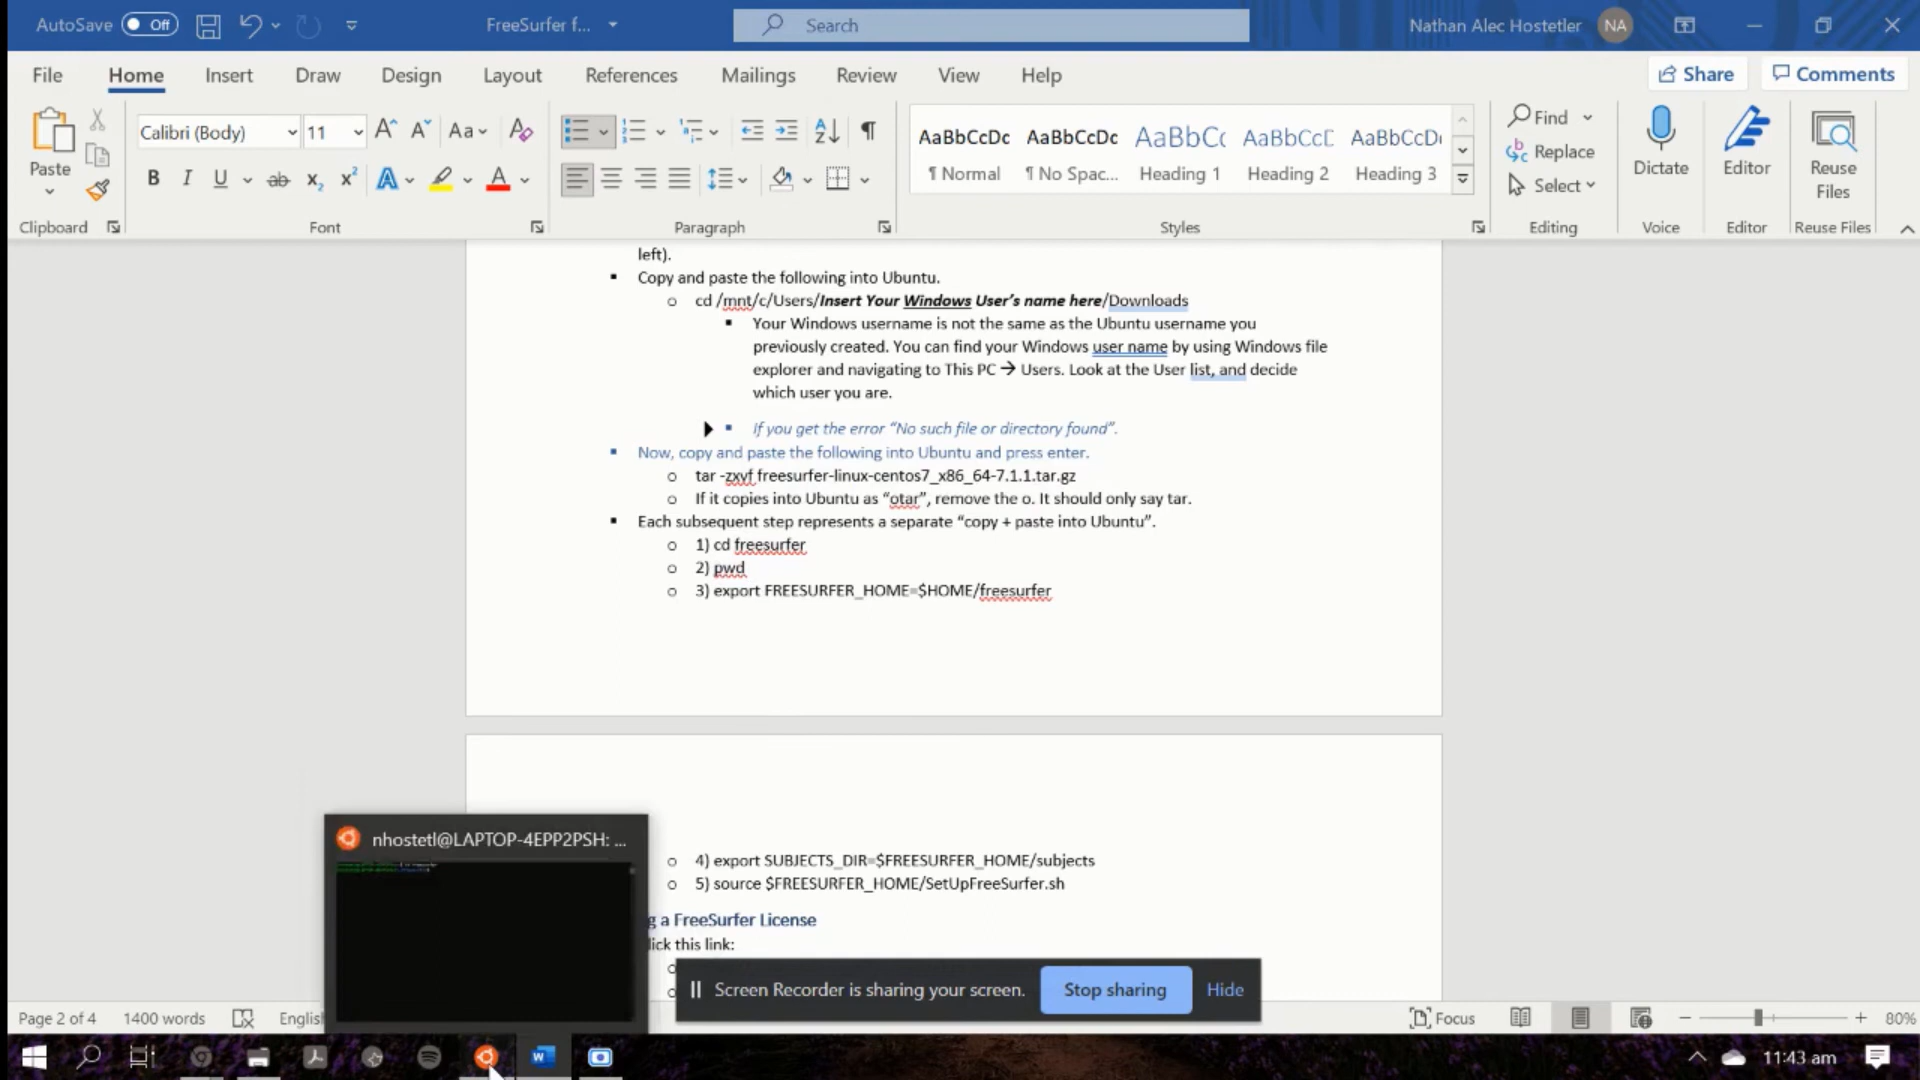 AutoSave Off FreeSurfer f... Search Nathan Alec Hostetler NA
File Home Insert Draw Design Layout References Mailings Review View Help Share Comments
Paste
Calibri (Body) 11
Aa
AaBbCcDc AaBbCcDc AaBbCc AaBbCcD AaBbCcD
¶ Normal ¶ No Spac... Heading 1 Heading 2 Heading 3
Find
Replace
Select
Dictate Editor Reuse Files
Clipboard Font Paragraph Styles Editing Voice Editor Reuse Files
left).
Copy and paste the following into Ubuntu.
cd /mnt/c/Users/Insert Your Windows User's name here/Downloads
Your Windows username is not the same as the Ubuntu username you
previously created. You can find your Windows user name by using Windows file
explorer and navigating to This PC → Users. Look at the User list, and decide
which user you are.
If you get the error “No such file or directory found”.
Now, copy and paste the following into Ubuntu and press enter.
tar -zxvf freesurfer-linux-centos7_x86_64-7.1.1.tar.gz
If it copies into Ubuntu as “otar”, remove the o. It should only say tar.
Each subsequent step represents a separate “copy + paste into Ubuntu”.
1) cd freesurfer
2) pwd
3) export FREESURFER_HOME=$HOME/freesurfer
nhostetl@LAPTOP-4EPP2PSH: ...
4) export SUBJECTS_DIR=$FREESURFER_HOME/subjects
5) source $FREESURFER_HOME/SetUpFreeSurfer.sh
g a FreeSurfer License
lick this link:
Screen Recorder is sharing your screen. Stop sharing Hide
Page 2 of 4 1400 words English Focus 80%
11:43 am